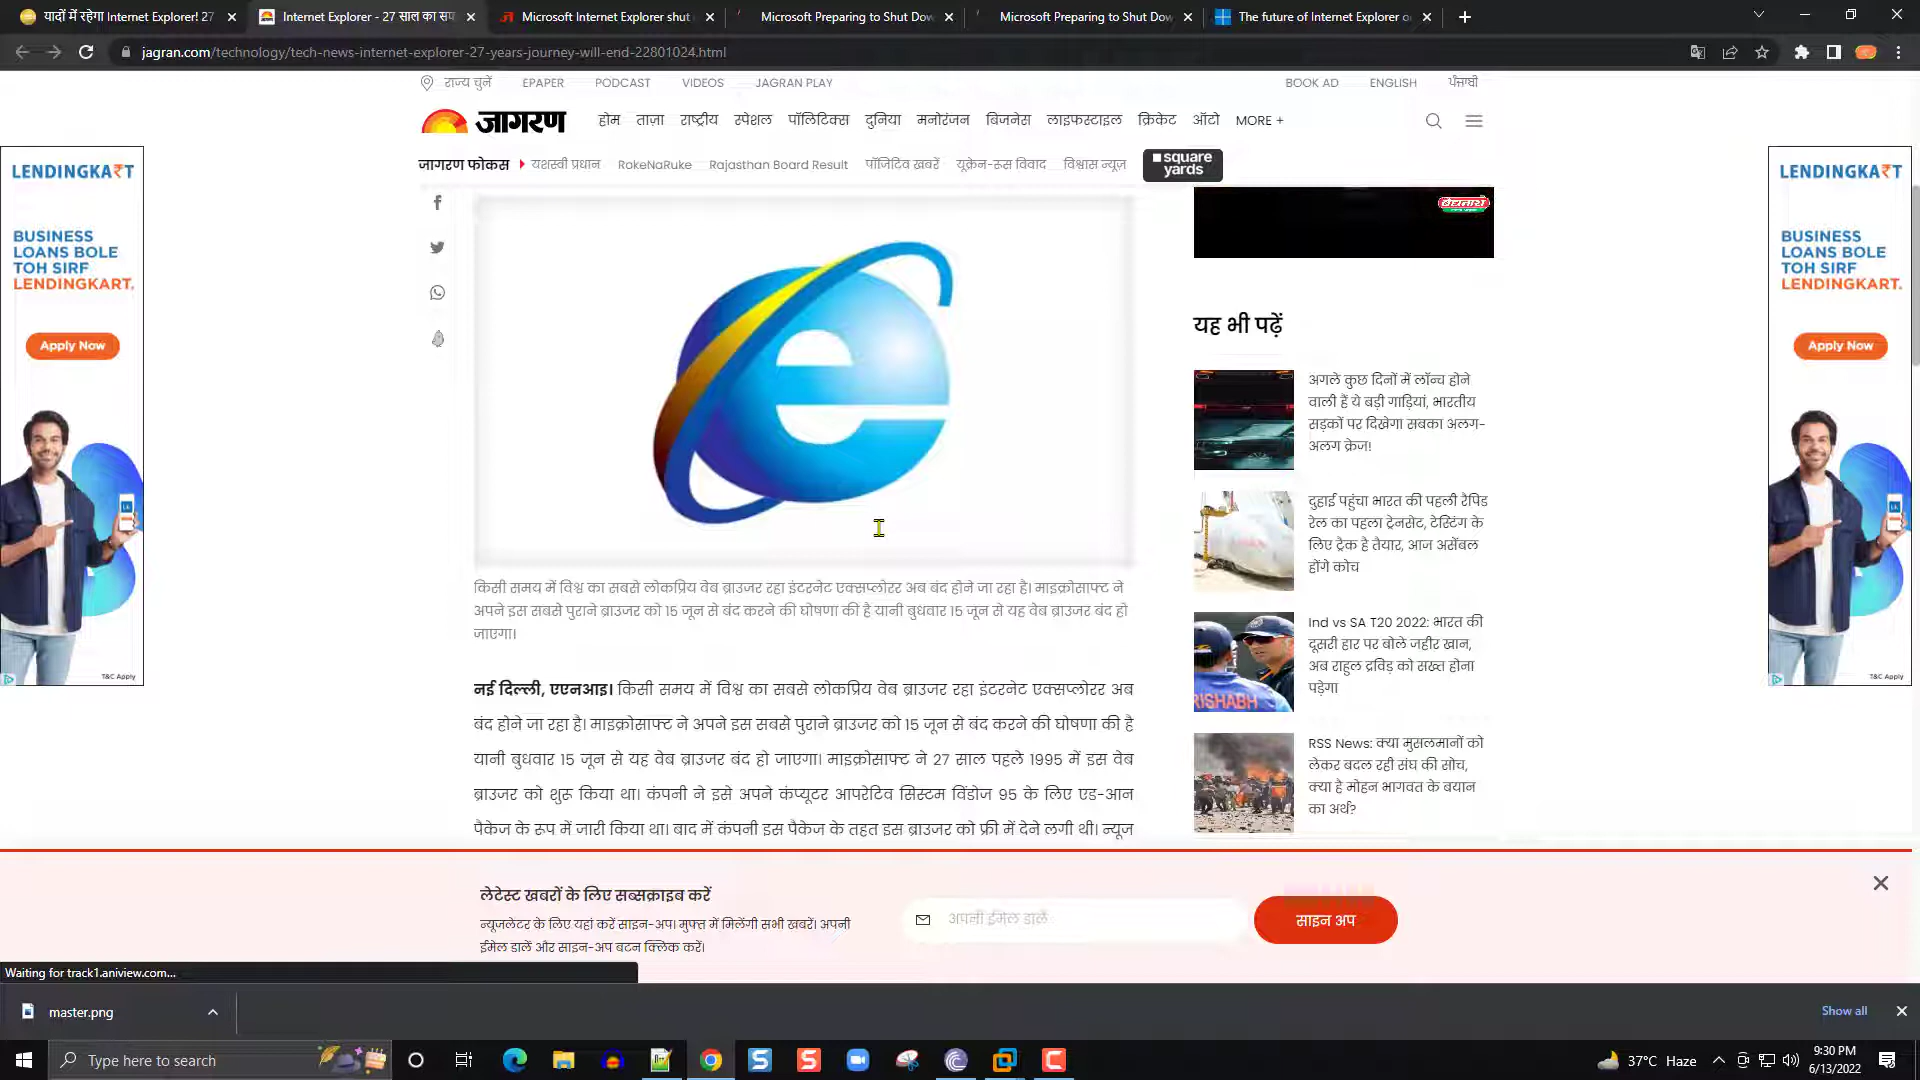 यादों में रहेगा Internet Explorer! 27
Internet Explorer - 27 साल का सप
Microsoft Internet Explorer shut
Microsoft Preparing to Shut Dow
Microsoft Preparing to Shut Dow
The future of Internet Explorer o
jagran.com/technology/tech-news-internet-explorer-27-years-journey-will-end-22801024.html
राज्य चुनें EPAPER PODCAST VIDEOS JAGRAN PLAY BOOK AD ENGLISH ਪੰਜਾਬੀ
जागरण होम ताज़ा राष्ट्रीय स्पेशल पॉलिटिक्स दुनिया मनोरंजन बिजनेस लाइफस्टाइल क्रिकेट ऑटो MORE +
जागरण फोकस यशस्वी प्रधान RokeNaRuke Rajasthan Board Result पॉजिटिव खबरें यूक्रेन-रूस विवाद विश्वास न्यूज़ square
yards
LENDINGKART
BUSINESS
LOANS BOLE
TOH SIRF
LENDINGKART.
Apply Now
T&C Apply
बैद्यनाथ
किसी समय में विश्व का सबसे लोकप्रिय वेब ब्राउजर रहा इंटरनेट एक्सप्लोरर अब बंद होने जा रहा है। माइक्रोसाफ्ट ने
अपने इस सबसे पुराने ब्राउजर को 15 जून से बंद करने की घोषणा की है यानी बुधवार 15 जून से यह वेब ब्राउजर बंद हो
जाएगा।
नई दिल्ली, एएनआइ। किसी समय में विश्व का सबसे लोकप्रिय वेब ब्राउजर रहा इंटरनेट एक्सप्लोरर अब
बंद होने जा रहा है। माइक्रोसाफ्ट ने अपने इस सबसे पुराने ब्राउजर को 15 जून से बंद करने की घोषणा की है
यानी बुधवार 15 जून से यह वेब ब्राउजर बंद हो जाएगा। माइक्रोसाफ्ट ने 27 साल पहले 1995 में इस वेब
ब्राउजर को शुरू किया था। कंपनी ने इसे अपने कंप्यूटर आपरेटिव सिस्टम विंडोज 95 के लिए एड-आन
पैकेज के रूप में जारी किया था। बाद में कंपनी इस पैकेज के तहत इस ब्राउजर को फ्री में देने लगी थी। न्यूज
यह भी पढ़ें
अगले कुछ दिनों में लॉन्च होने
वाली हैं ये बड़ी गाड़ियां, भारतीय
सड़कों पर दिखेगा सबका अलग-
अलग क्रेज!
दुहाई पहुंचा भारत की पहली रैपिड
रेल का पहला ट्रेनसेट, टेस्टिंग के
लिए ट्रैक है तैयार, आज असेंबल
होंगे कोच
Ind vs SA T20 2022: भारत की
दूसरी हार पर बोले जहीर खान,
अब राहुल द्रविड़ को सख्त होना
पड़ेगा
RISHABH
RSS News: क्या मुसलमानों को
लेकर बदल रही संघ की सोच,
क्या है मोहन भागवत के बयान
का अर्थ?
LENDINGKART
BUSINESS
LOANS BOLE
TOH SIRF
LENDINGKART.
Apply Now
T&C Apply
लेटेस्ट खबरों के लिए सब्सक्राइब करें
न्यूजलेटर के लिए यहां करें साइन-अप। मुफ्त में मिलेंगी सभी खबरें। अपनी
ईमेल डालें और साइन-अप बटन क्लिक करें।
अपनी ईमेल डालें
साइन अप
Waiting for track1.aniview.com...
master.png
Show all
Type here to search
37°C Haze
9:30 PM
6/13/2022